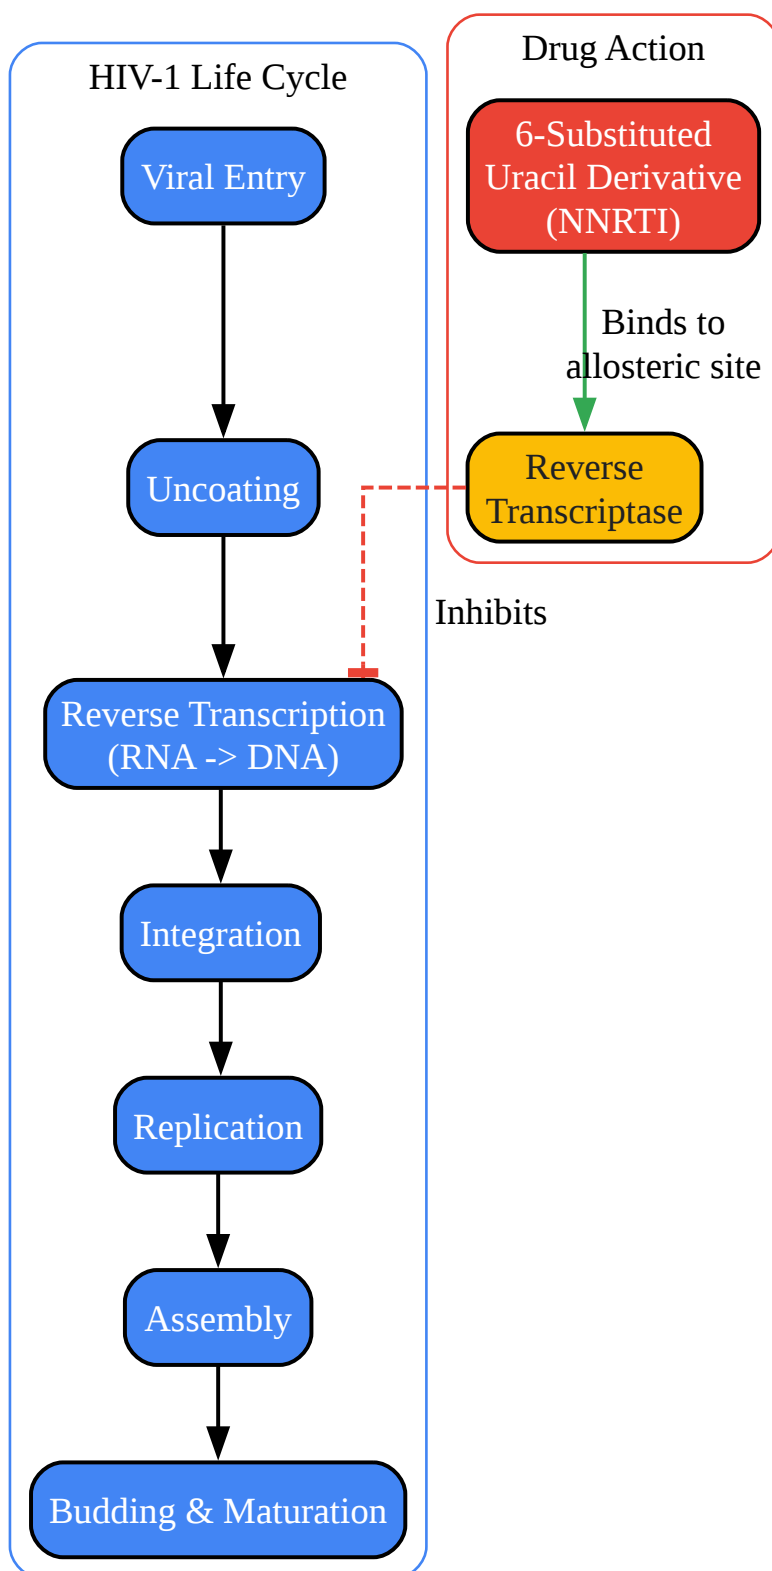 HIV-1 Life Cycle
Viral Entry
Uncoating
Reverse Transcription
(RNA -> DNA)
Integration
Replication
Assembly
Budding & Maturation
Drug Action
6-Substituted
Uracil Derivative
(NNRTI)
Binds to
allosteric site
Reverse
Transcriptase
Inhibits